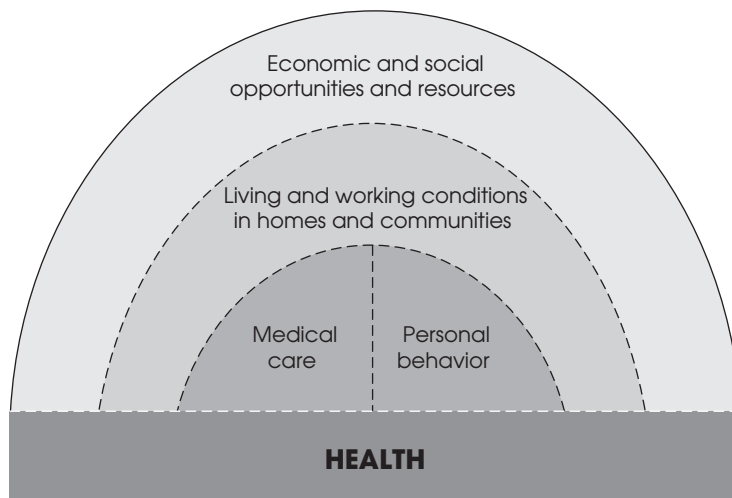 Economic and social
opportunities and resources
Living and working conditions
in homes and communities
Medical
care
Personal
behavior
HEALTH